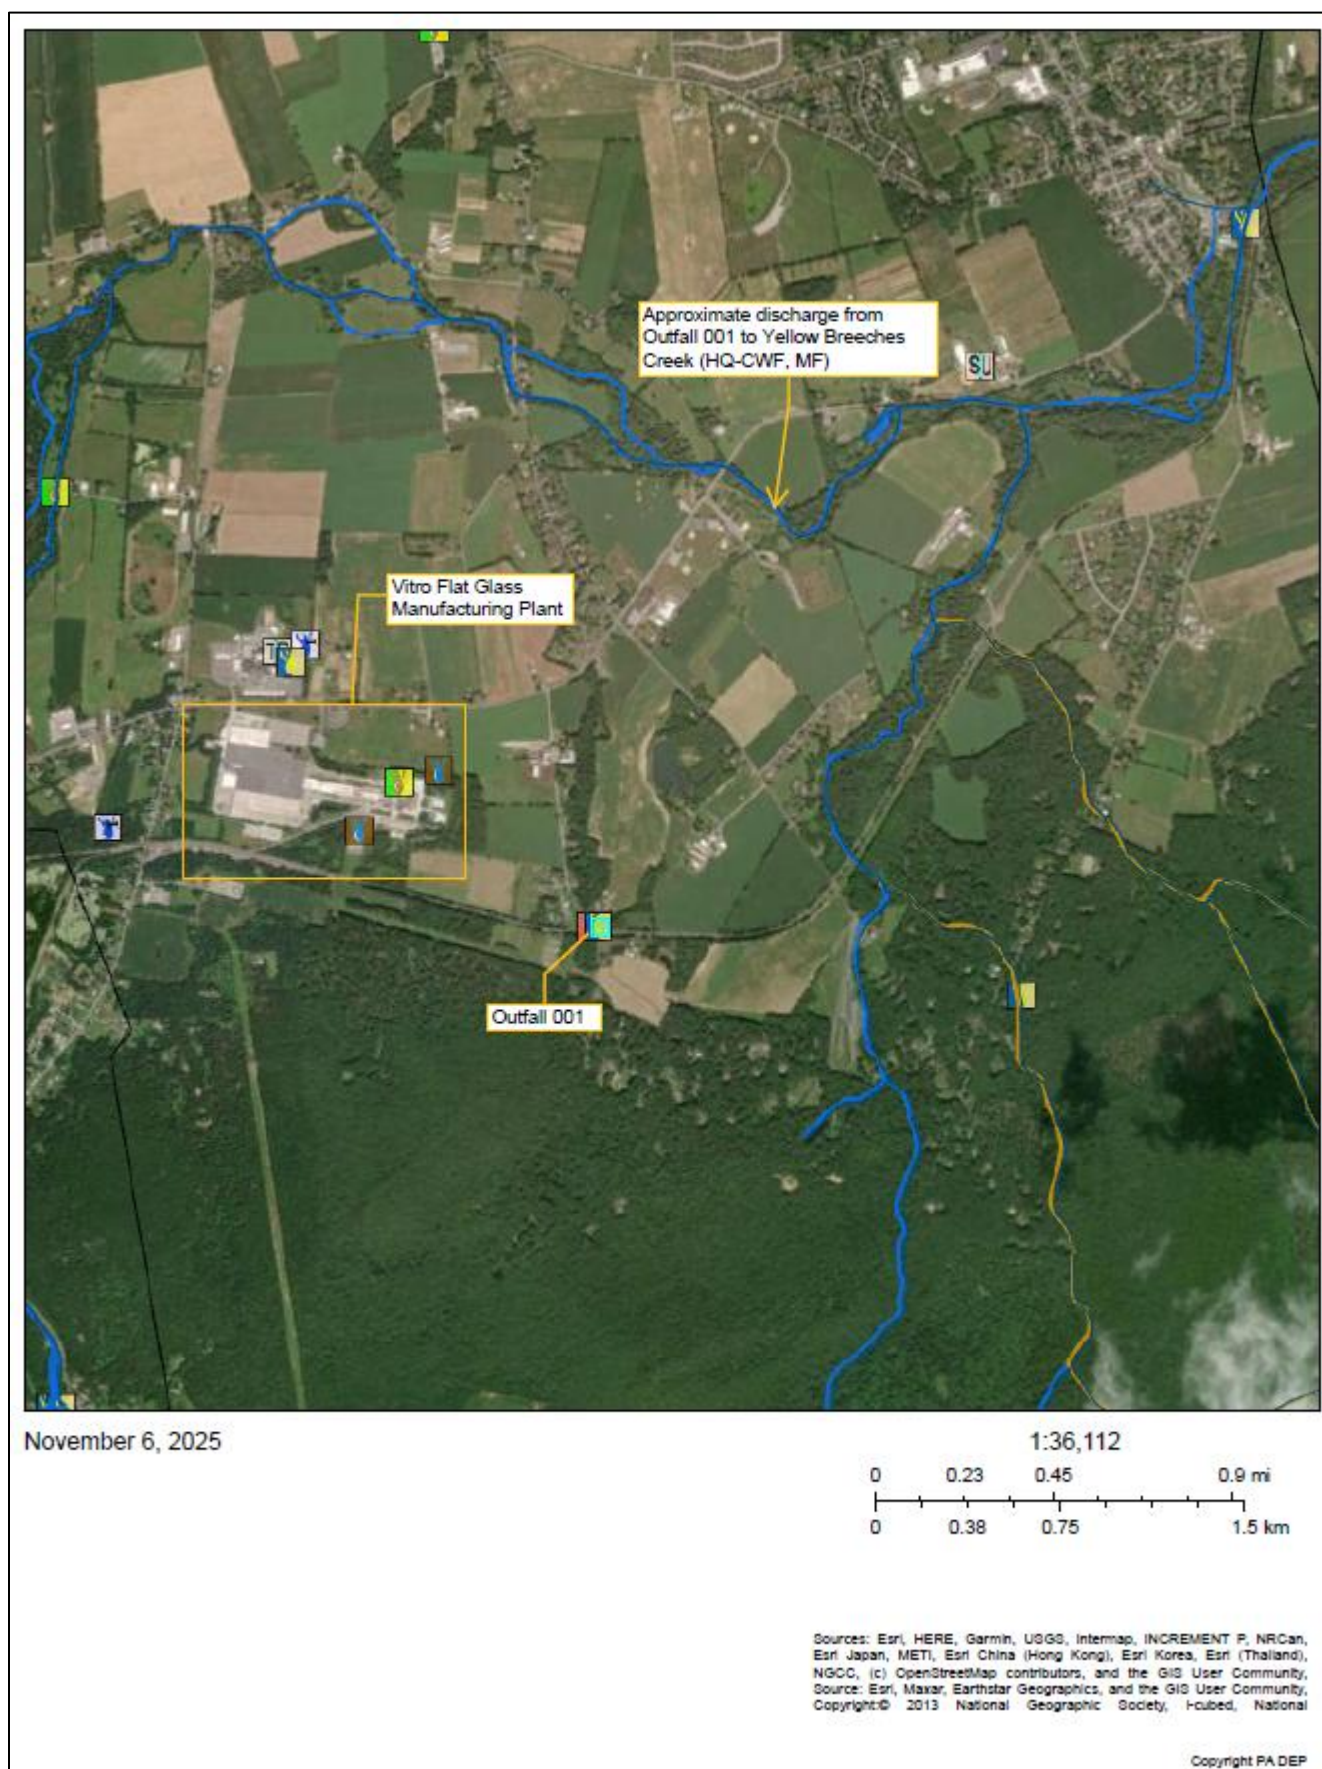 Approximate discharge from
Outfall 001 to Yellow Breeches
Creek (HQ-CWF, MF)
SU
Vitro Flat Glass
Manufacturing Plant
Outfall 001
November 6, 2025
1:36,112
0 0.23 0.45 0.9 mi
0 0.38 0.75 1.5 km
Sources: Esri, HERE, Garmin, USGS, Intermap, INCREMENT P, NRCan,
Esri Japan, METI, Esri China (Hong Kong), Esri Korea, Esri (Thailand),
NGCC, (c) OpenStreetMap contributors, and the GIS User Community,
Source: Esri, Maxar, Earthstar Geographics, and the GIS User Community,
Copyright:© 2013 National Geographic Society, i-cubed, National
Copyright PA DEP